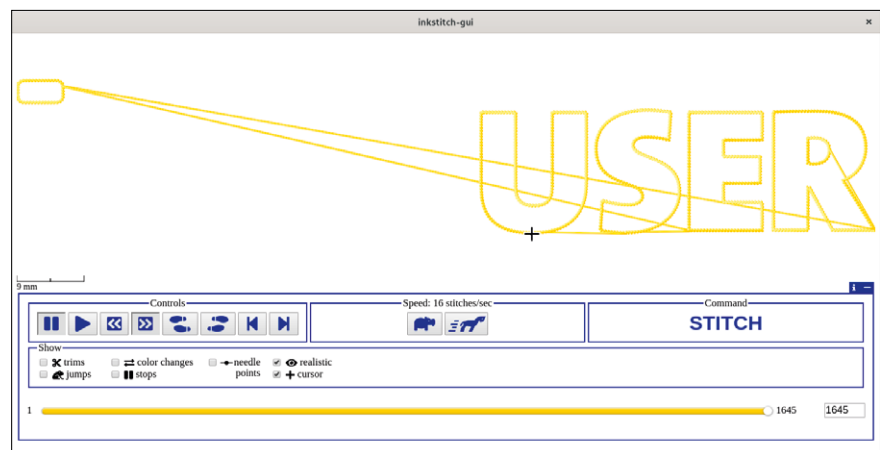 inkstitch-gui
×
USER
9 mm
i −
Controls
Speed: 16 stitches/sec
Command
STITCH
Show
trims
color changes
needle points
realistic
jumps
stops
cursor
1
1645
1645